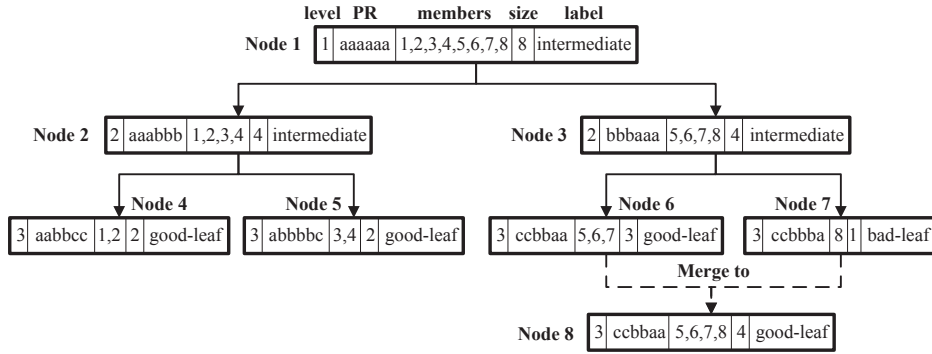 level PR members size label
Node 1 1 aaaaaa 1,2,3,4,5,6,7,8 8 intermediate
Node 2 2 aaabbb 1,2,3,4 4 intermediate
Node 3 2 bbbaaa 5,6,7,8 4 intermediate
Node 4 Node 5 Node 6 Node 7
3 aabbcc 1,2 2 good-leaf
3 abbbbc 3,4 2 good-leaf
3 ccbbaa 5,6,7 3 good-leaf
3 ccbbba 8 1 bad-leaf
Merge to
Node 8 3 ccbbaa 5,6,7,8 4 good-leaf